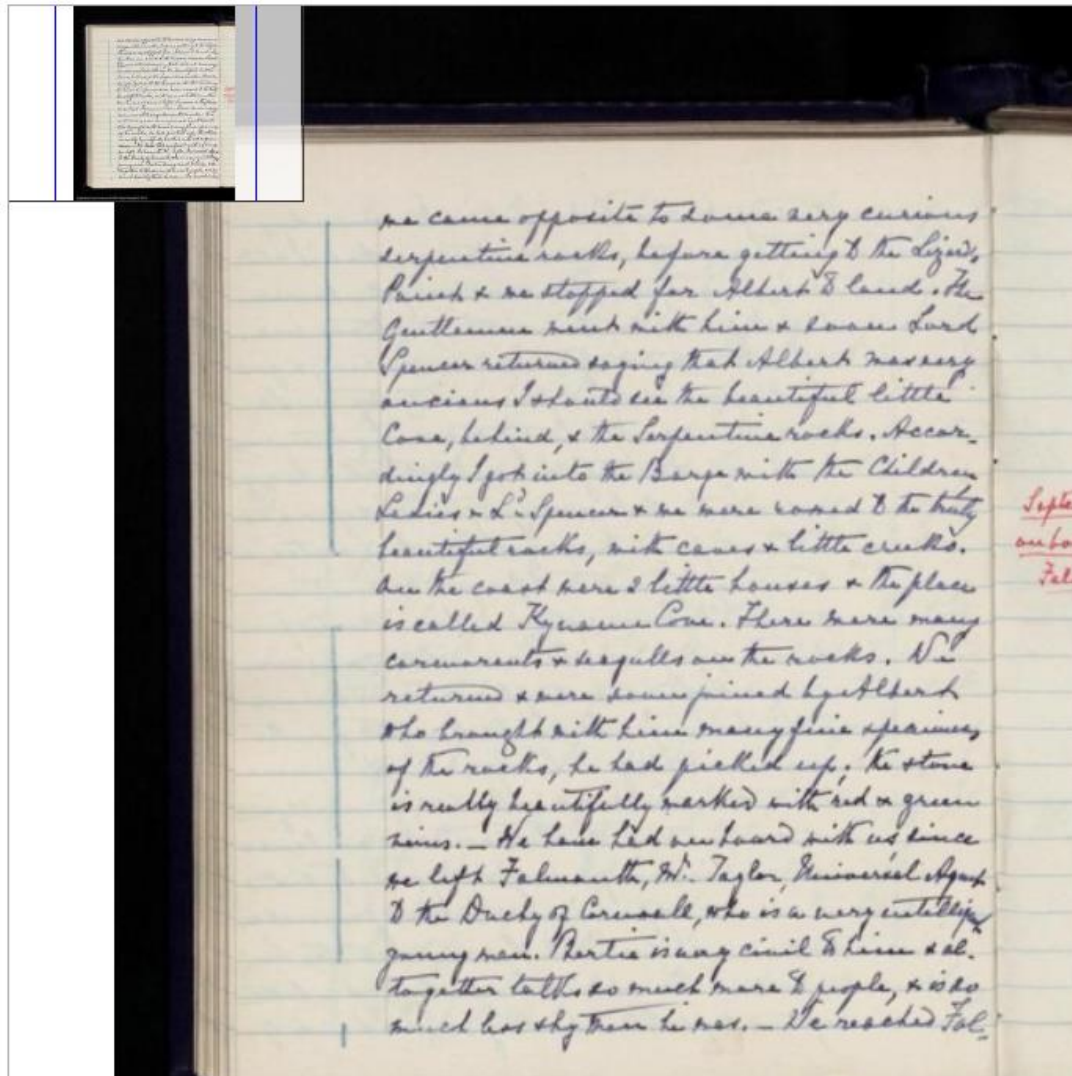 we came opposite to some very curious
serpentine rocks, before getting to the Lizard
Point & we stopped for Albert to land. The
Gentlemen went with him & soon Lord
Spencer returned saying that Albert was very
anxious I should see the beautiful little
Cove, behind, & the Serpentine rocks. Accor-
dingly I got into the Barge with the Children
Ladies & Ld Spencer & we were rowed to the truly
beautiful rocks, with caves & little creeks.
On the coast were 2 little houses & the place
is called Kynance Cove. There were many
cormorants & seagulls on the rocks. We
returned & were soon joined by Albert
who brought with him many fine specimens
of the rocks, he had picked up; the stone
is really beautifully marked with red & green
veins. — We have had on board with us since
we left Falmouth, Mr. Taylor, Universal Agent
to the Duchy of Cornwall, who is a very intelligent
young man. Bertie is very civil to him & al-
together talks so much more to people, & is so
much less shy than he was. — We reached Fal-
Septe
on bo
Fal